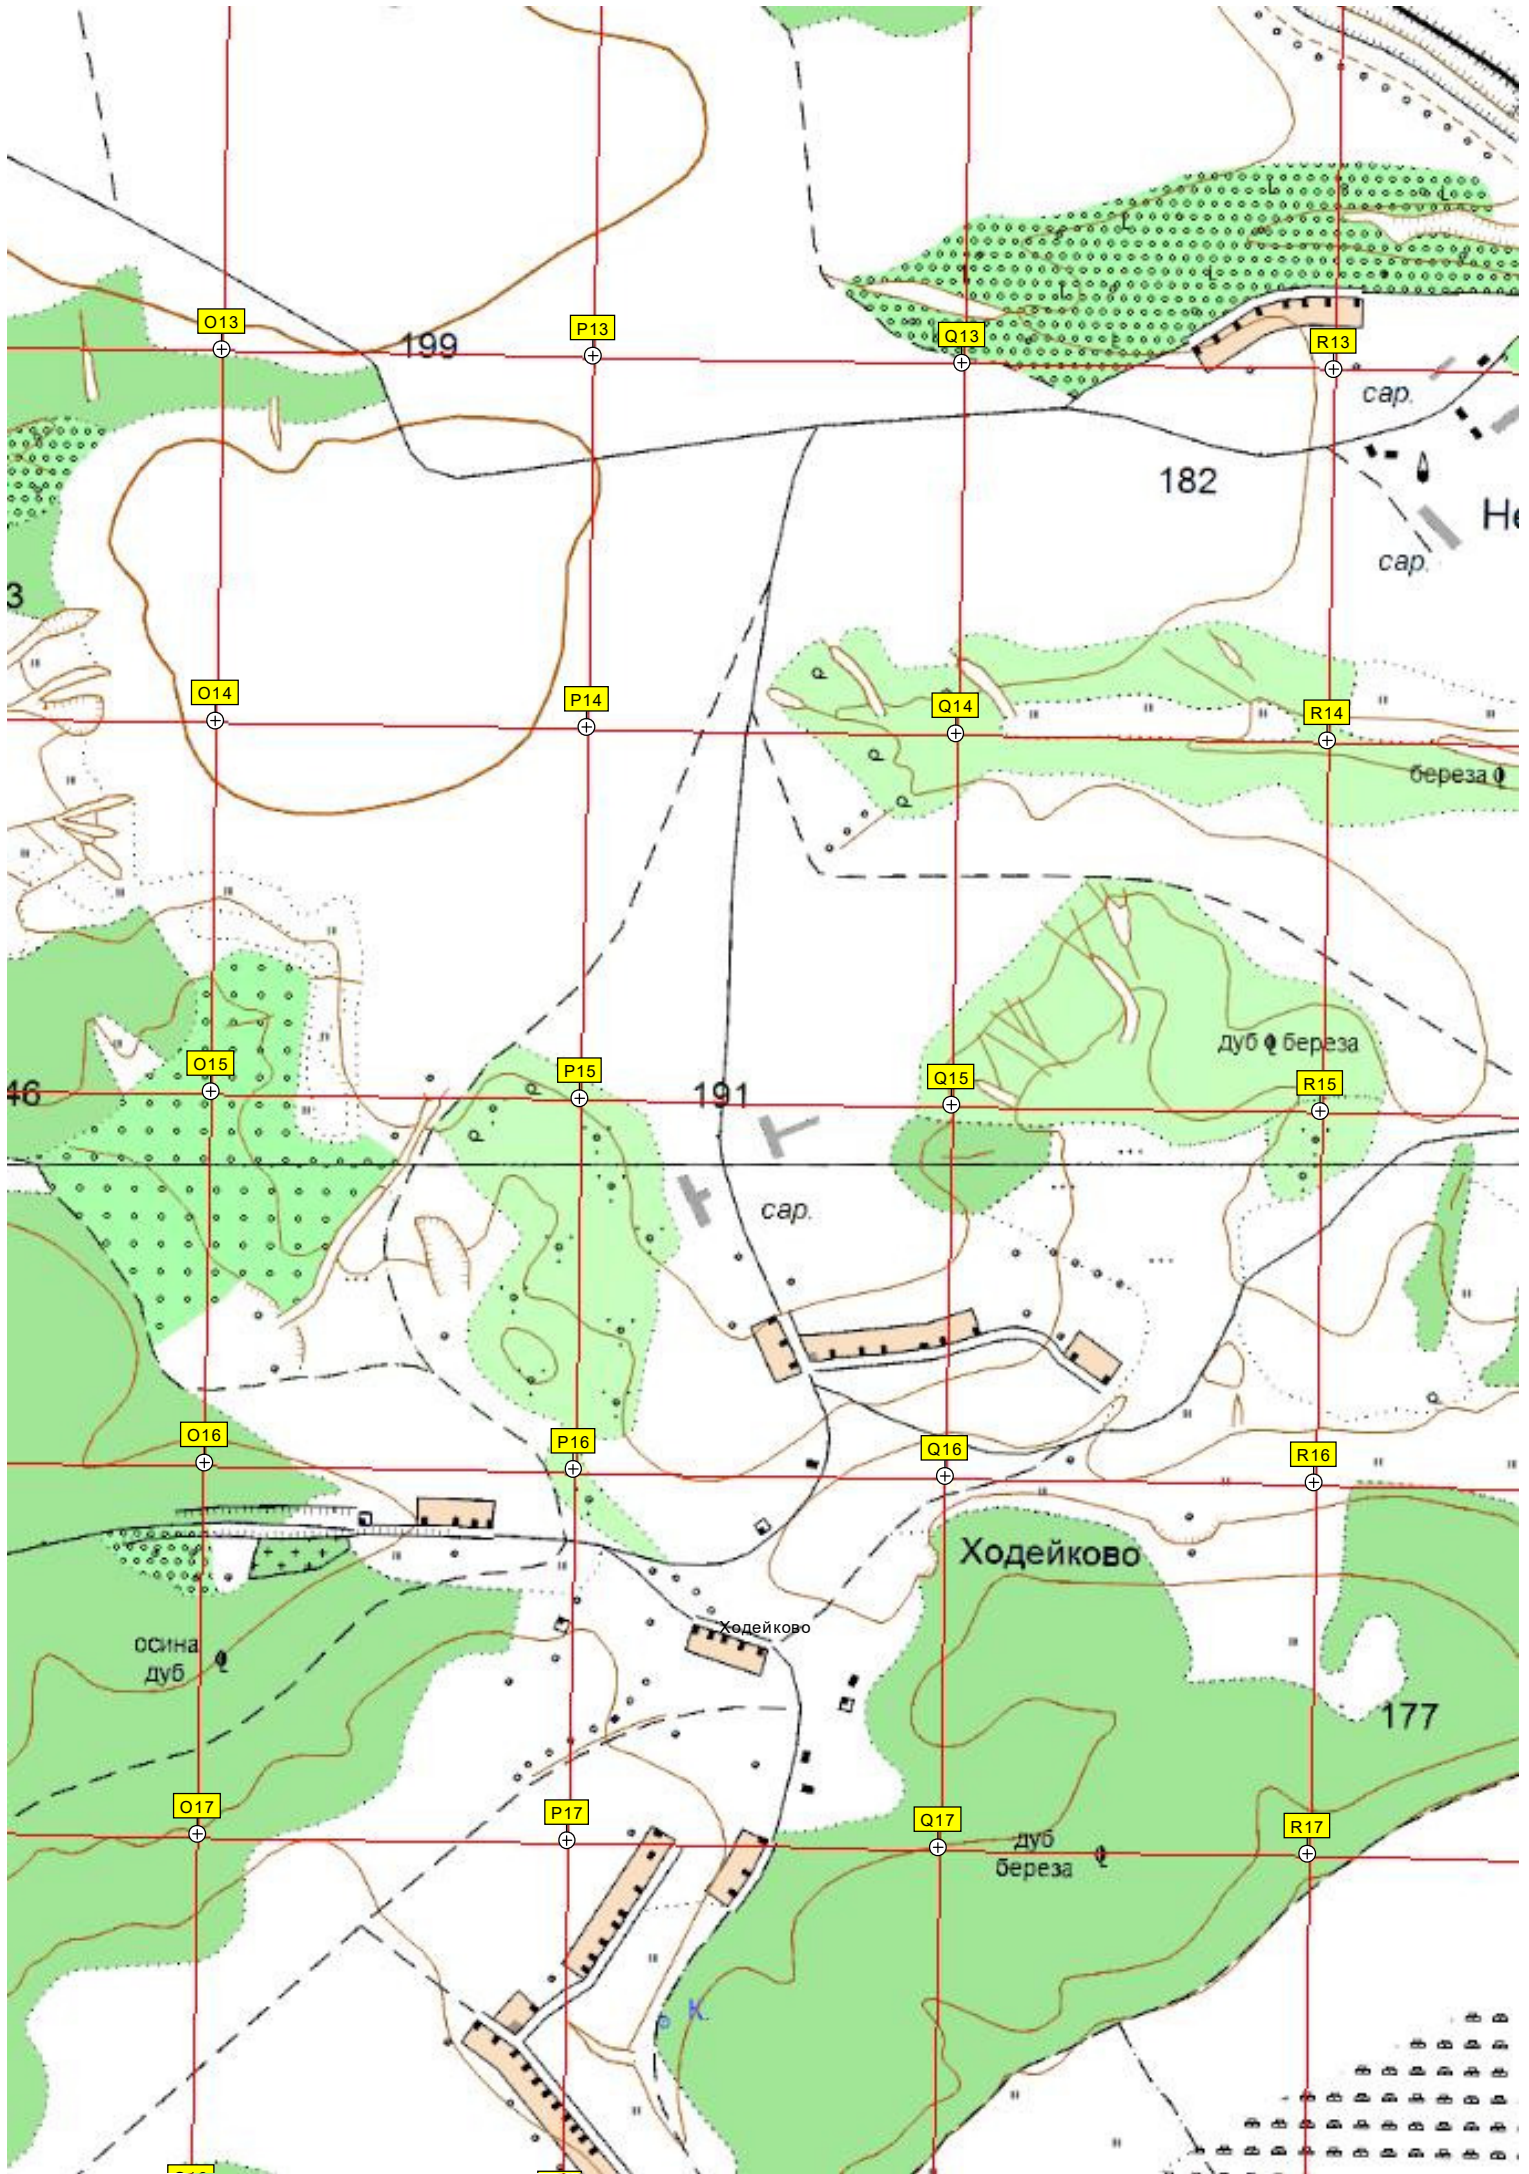 O13
199
P13
Q13
R13
сар.
182
сар.
3
O14
P14
Q14
R14
береза
дуб береза
O15
46
P15
191
Q15
R15
сар.
O16
P16
Q16
R16
Ходейково
Ходейково
осина
дуб
177
O17
P17
Q17
R17
дуб
береза
К.